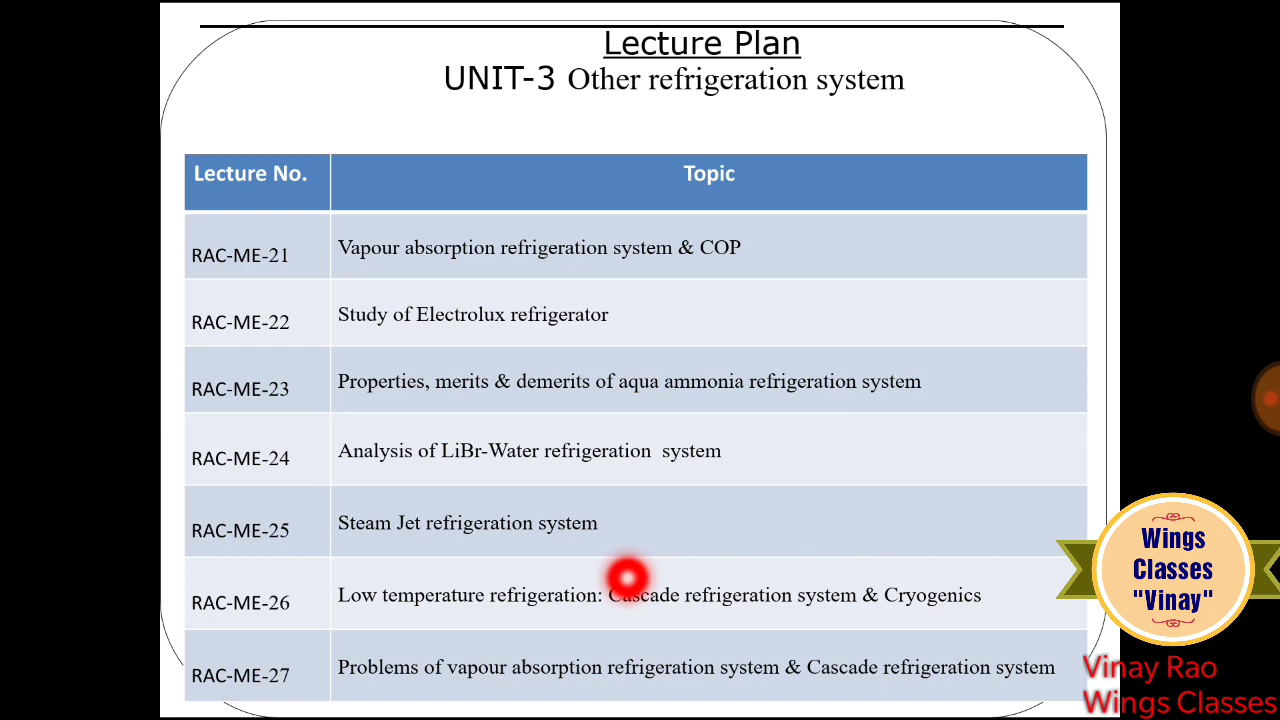 Lecture Plan
UNIT-3 Other refrigeration system
Lecture No. Topic
RAC-ME-21 Vapour absorption refrigeration system & COP
RAC-ME-22 Study of Electrolux refrigerator
RAC-ME-23 Properties, merits & demerits of aqua ammonia refrigeration system
RAC-ME-24 Analysis of LiBr-Water refrigeration system
RAC-ME-25 Steam Jet refrigeration system
RAC-ME-26 Low temperature refrigeration: Cascade refrigeration system & Cryogenics
RAC-ME-27 Problems of vapour absorption refrigeration system & Cascade refrigeration system
Wings
Classes
"Vinay"
Vinay Rao
Wings Classes